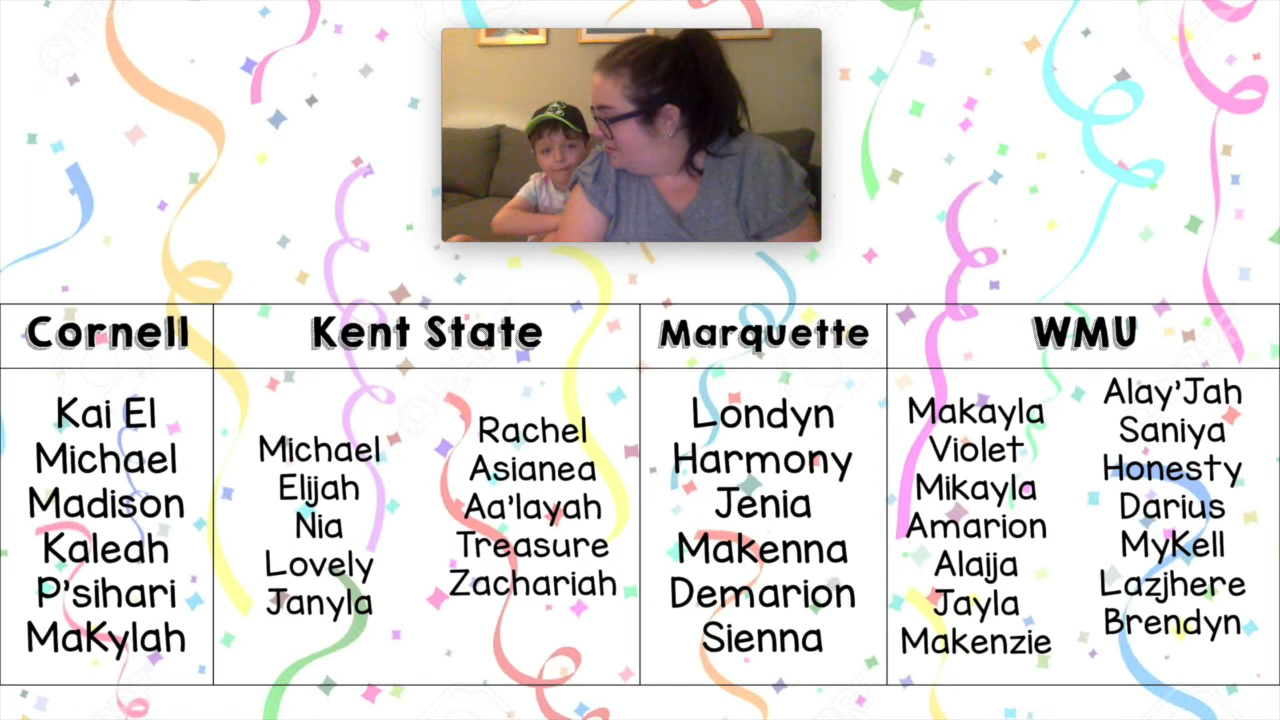 Cornell
Kai El
Michael
Madison
Kaleah
P'sihari
MaKylah
Kent State
Michael
Elijah
Nia
Lovely
Janyla
Rachel
Asianea
Aa'layah
Treasure
Zachariah
Marquette
Londyn
Harmony
Jenia
Makenna
Demarion
Sienna
WMU
Makayla
Violet
Mikayla
Amarion
Alaija
Jayla
Makenzie
Alay'Jah
Saniya
Honesty
Darius
MyKell
Lazjhere
Brendyn